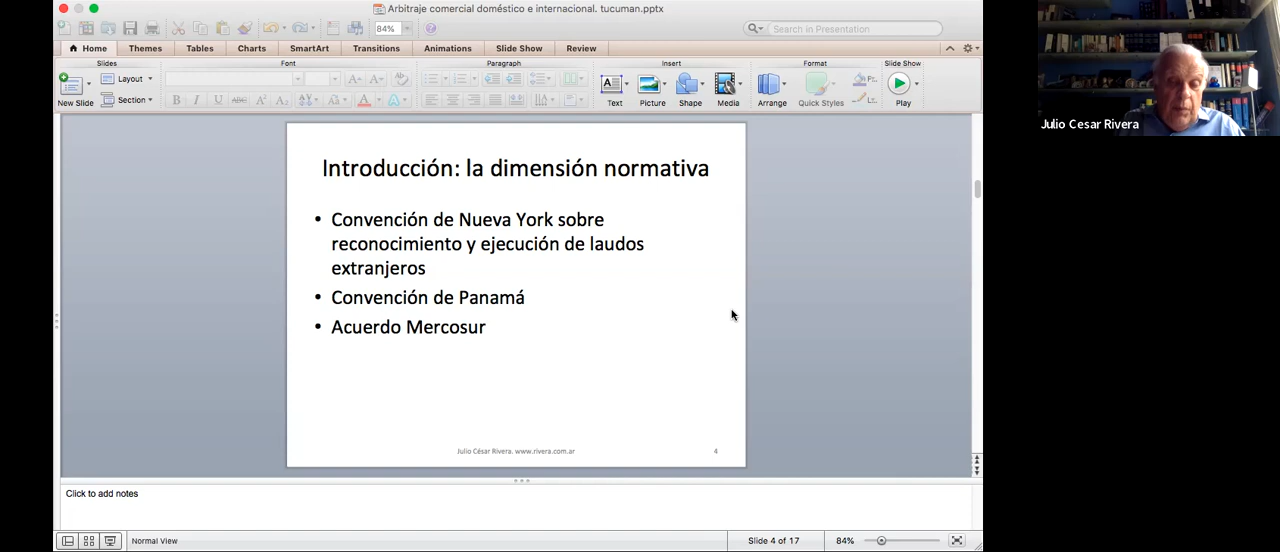 Arbitraje comercial doméstico e internacional. tucuman.pptx
84%
Search in Presentation
Home Themes Tables Charts SmartArt Transitions Animations Slide Show Review
Slides Font Paragraph Insert Format Slide Show
New Slide Layout Section Text Picture Shape Media Arrange Quick Styles Play
Introducción: la dimensión normativa
• Convención de Nueva York sobre
reconocimiento y ejecución de laudos
extranjeros
• Convención de Panamá
• Acuerdo Mercosur
Julio César Rivera. www.rivera.com.ar 4
Click to add notes
Normal View Slide 4 of 17 84%
Julio Cesar Rivera